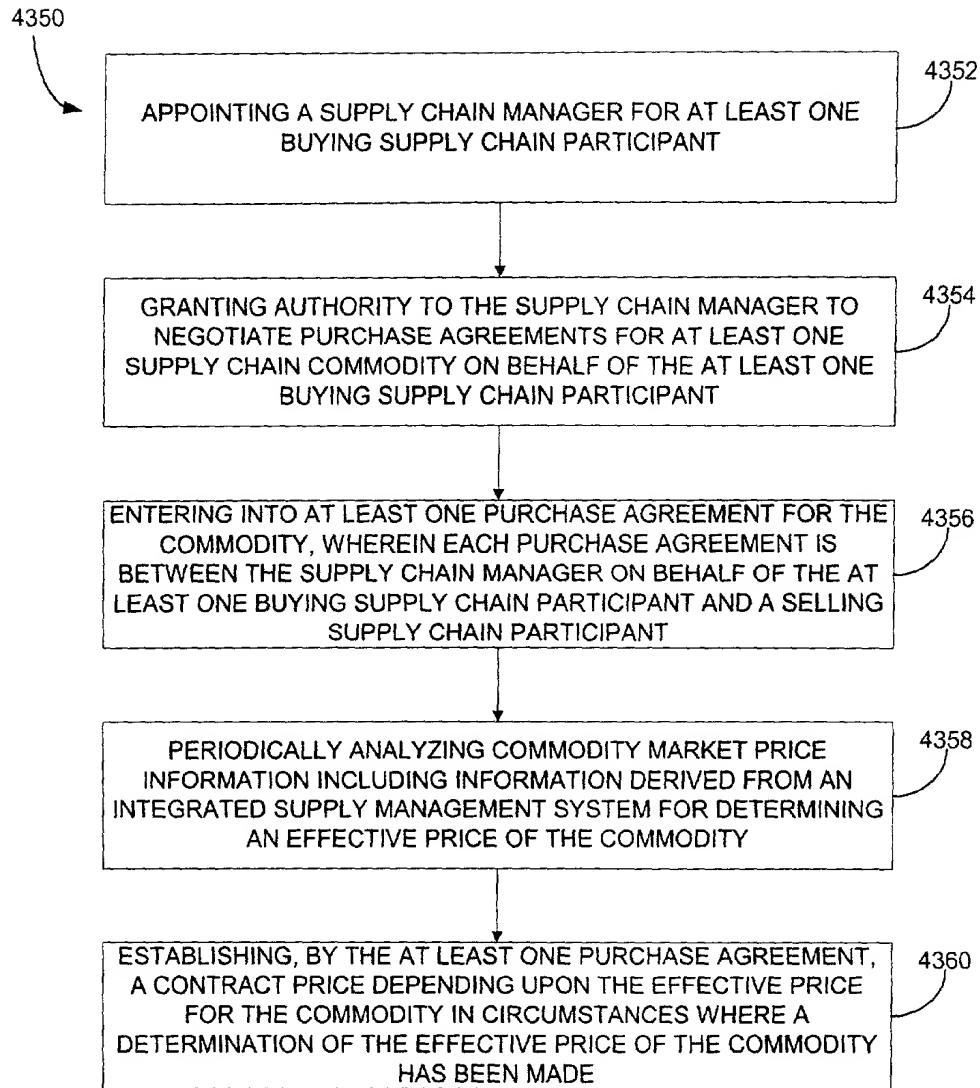 4350
4352
APPOINTING A SUPPLY CHAIN MANAGER FOR AT LEAST ONE
BUYING SUPPLY CHAIN PARTICIPANT
4354
GRANTING AUTHORITY TO THE SUPPLY CHAIN MANAGER TO
NEGOTIATE PURCHASE AGREEMENTS FOR AT LEAST ONE
SUPPLY CHAIN COMMODITY ON BEHALF OF THE AT LEAST ONE
BUYING SUPPLY CHAIN PARTICIPANT
4356
ENTERING INTO AT LEAST ONE PURCHASE AGREEMENT FOR THE
COMMODITY, WHEREIN EACH PURCHASE AGREEMENT IS
BETWEEN THE SUPPLY CHAIN MANAGER ON BEHALF OF THE AT
LEAST ONE BUYING SUPPLY CHAIN PARTICIPANT AND A SELLING
SUPPLY CHAIN PARTICIPANT
4358
PERIODICALLY ANALYZING COMMODITY MARKET PRICE
INFORMATION INCLUDING INFORMATION DERIVED FROM AN
INTEGRATED SUPPLY MANAGEMENT SYSTEM FOR DETERMINING
AN EFFECTIVE PRICE OF THE COMMODITY
4360
ESTABLISHING, BY THE AT LEAST ONE PURCHASE AGREEMENT,
A CONTRACT PRICE DEPENDING UPON THE EFFECTIVE PRICE
FOR THE COMMODITY IN CIRCUMSTANCES WHERE A
DETERMINATION OF THE EFFECTIVE PRICE OF THE COMMODITY
HAS BEEN MADE